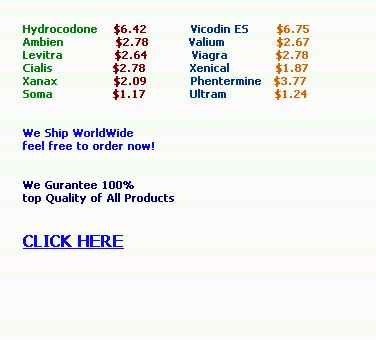 Hydrocodone $6.42 Vicodin ES $6.75
Ambien $2.78 Valium $2.67
Levitra $2.64 Viagra $2.78
Cialis $2.78 Xenical $1.87
Xanax $2.09 Phentermine $3.77
Soma $1.17 Ultram $1.24
We Ship WorldWide
feel free to order now!
We Gurantee 100%
top Quality of All Products
CLICK HERE